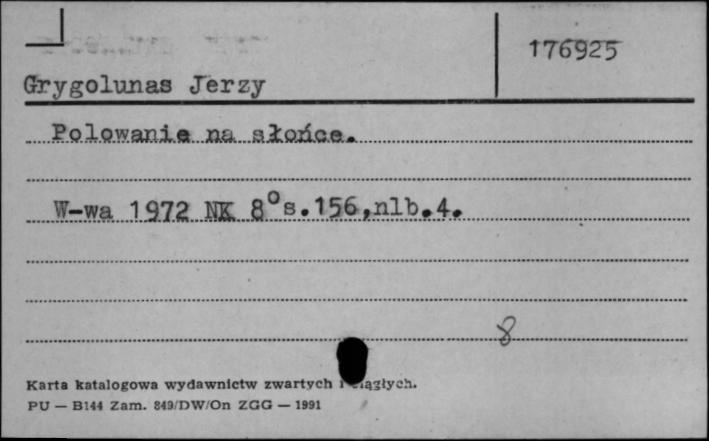 176925
Grygolunas Jerzy
Polowanie na słońce.
W-wa 1972 NK 8° s.156,nlb.4.
8
Karta katalogowa wydawnictw zwartych i ciągłych.
PU — B144 Zam. 849/DW/On ZGG — 1991